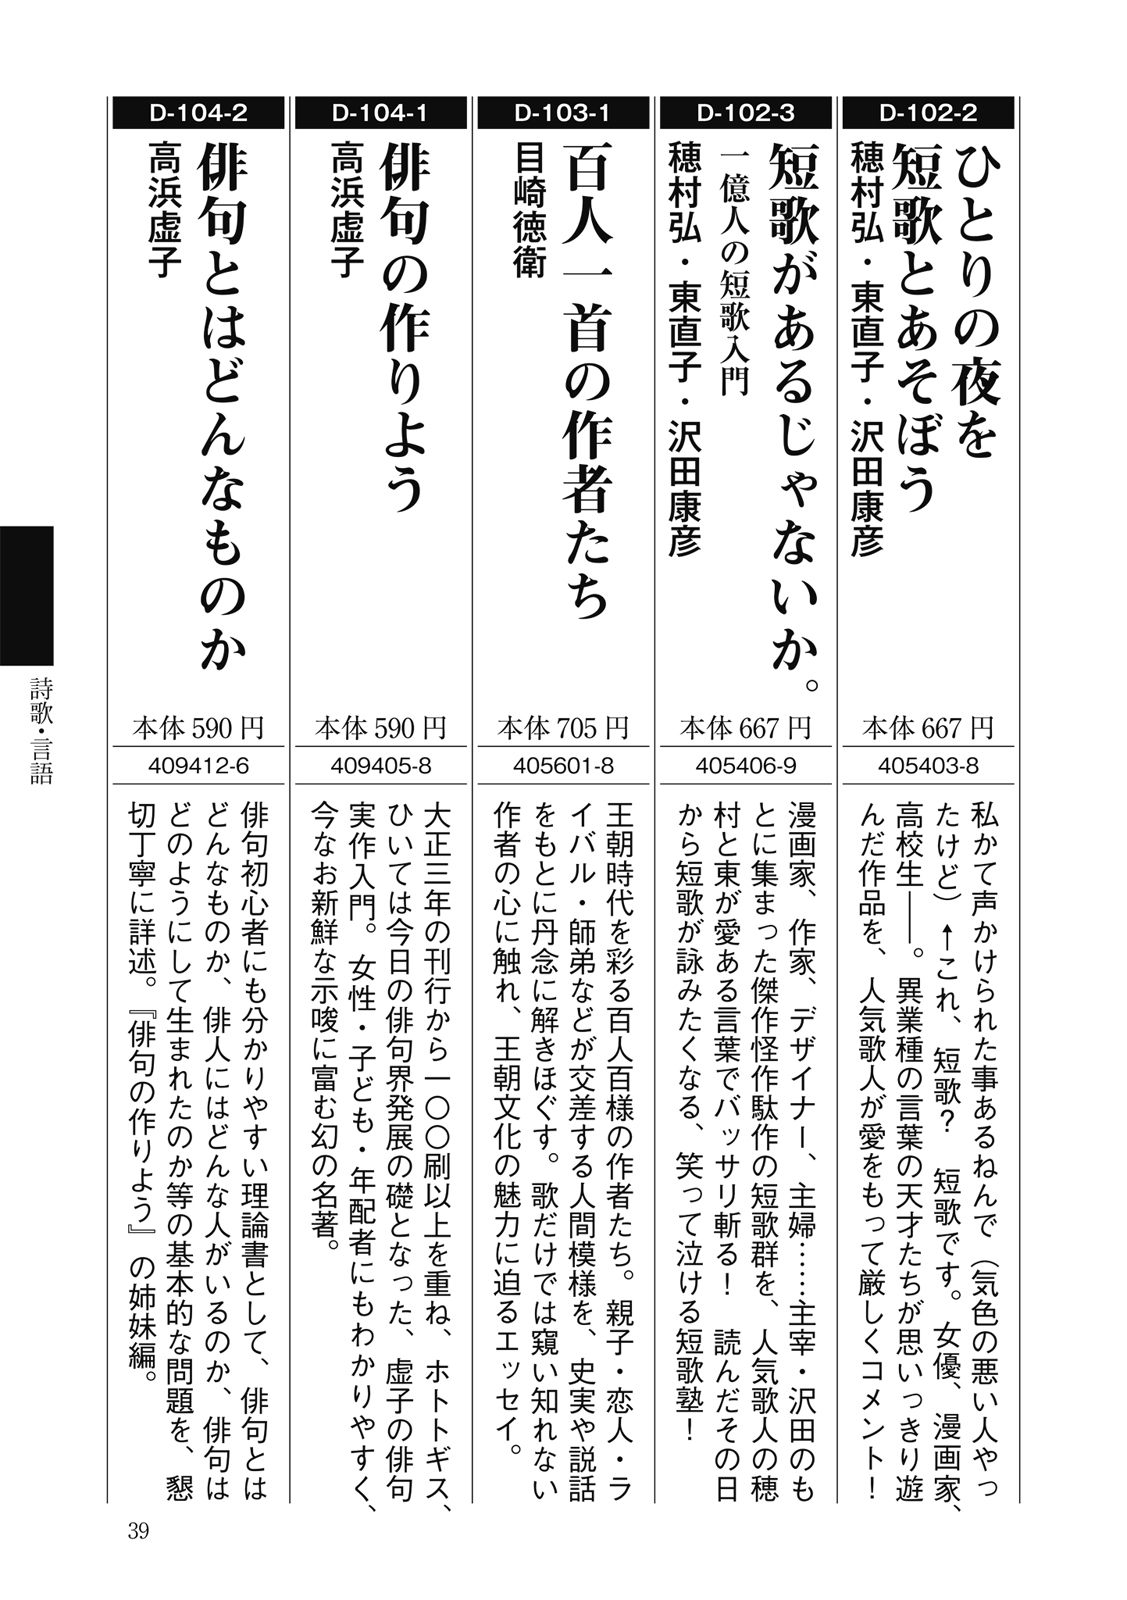 D-102-2
ひとりの夜を
短歌とあそぼう
穂村弘・東直子・沢田康彦
本体 667 円
405403-8
私かて声かけられた事あるねんで（気色の悪い人やっ
たけど）←これ、短歌？　短歌です。女優、漫画家、
高校生――。異業種の言葉の天才たちが思いっきり遊
んだ作品を、人気歌人が愛をもって厳しくコメント！
D-102-3
短歌があるじゃないか。
一億人の短歌入門
穂村弘・東直子・沢田康彦
本体 667 円
405406-9
漫画家、作家、デザイナー、主婦……主宰・沢田のも
とに集まった傑作怪作駄作の短歌群を、人気歌人の穂
村と東が愛ある言葉でバッサリ斬る！　読んだその日
から短歌が詠みたくなる、笑って泣ける短歌塾！
D-103-1
百人一首の作者たち
目崎徳衛
本体 705 円
405601-8
王朝時代を彩る百人百様の作者たち。親子・恋人・ラ
イバル・師弟などが交差する人間模様を、史実や説話
をもとに丹念に解きほぐす。歌だけでは窺い知れない
作者の心に触れ、王朝文化の魅力に迫るエッセイ。
D-104-1
俳句の作りよう
高浜虚子
本体 590 円
409405-8
大正三年の刊行から一〇〇刷以上を重ね、ホトトギス、
ひいては今日の俳句界発展の礎となった、虚子の俳句
実作入門。女性・子ども・年配者にもわかりやすく、
今なお新鮮な示唆に富む幻の名著。
D-104-2
俳句とはどんなものか
高浜虚子
本体 590 円
409412-6
俳句初心者にも分かりやすい理論書として、俳句とは
どんなものか、俳人にはどんな人がいるのか、俳句は
どのようにして生まれたのか等の基本的な問題を、懇
切丁寧に詳述。『俳句の作りよう』の姉妹編。
詩歌・言語
39